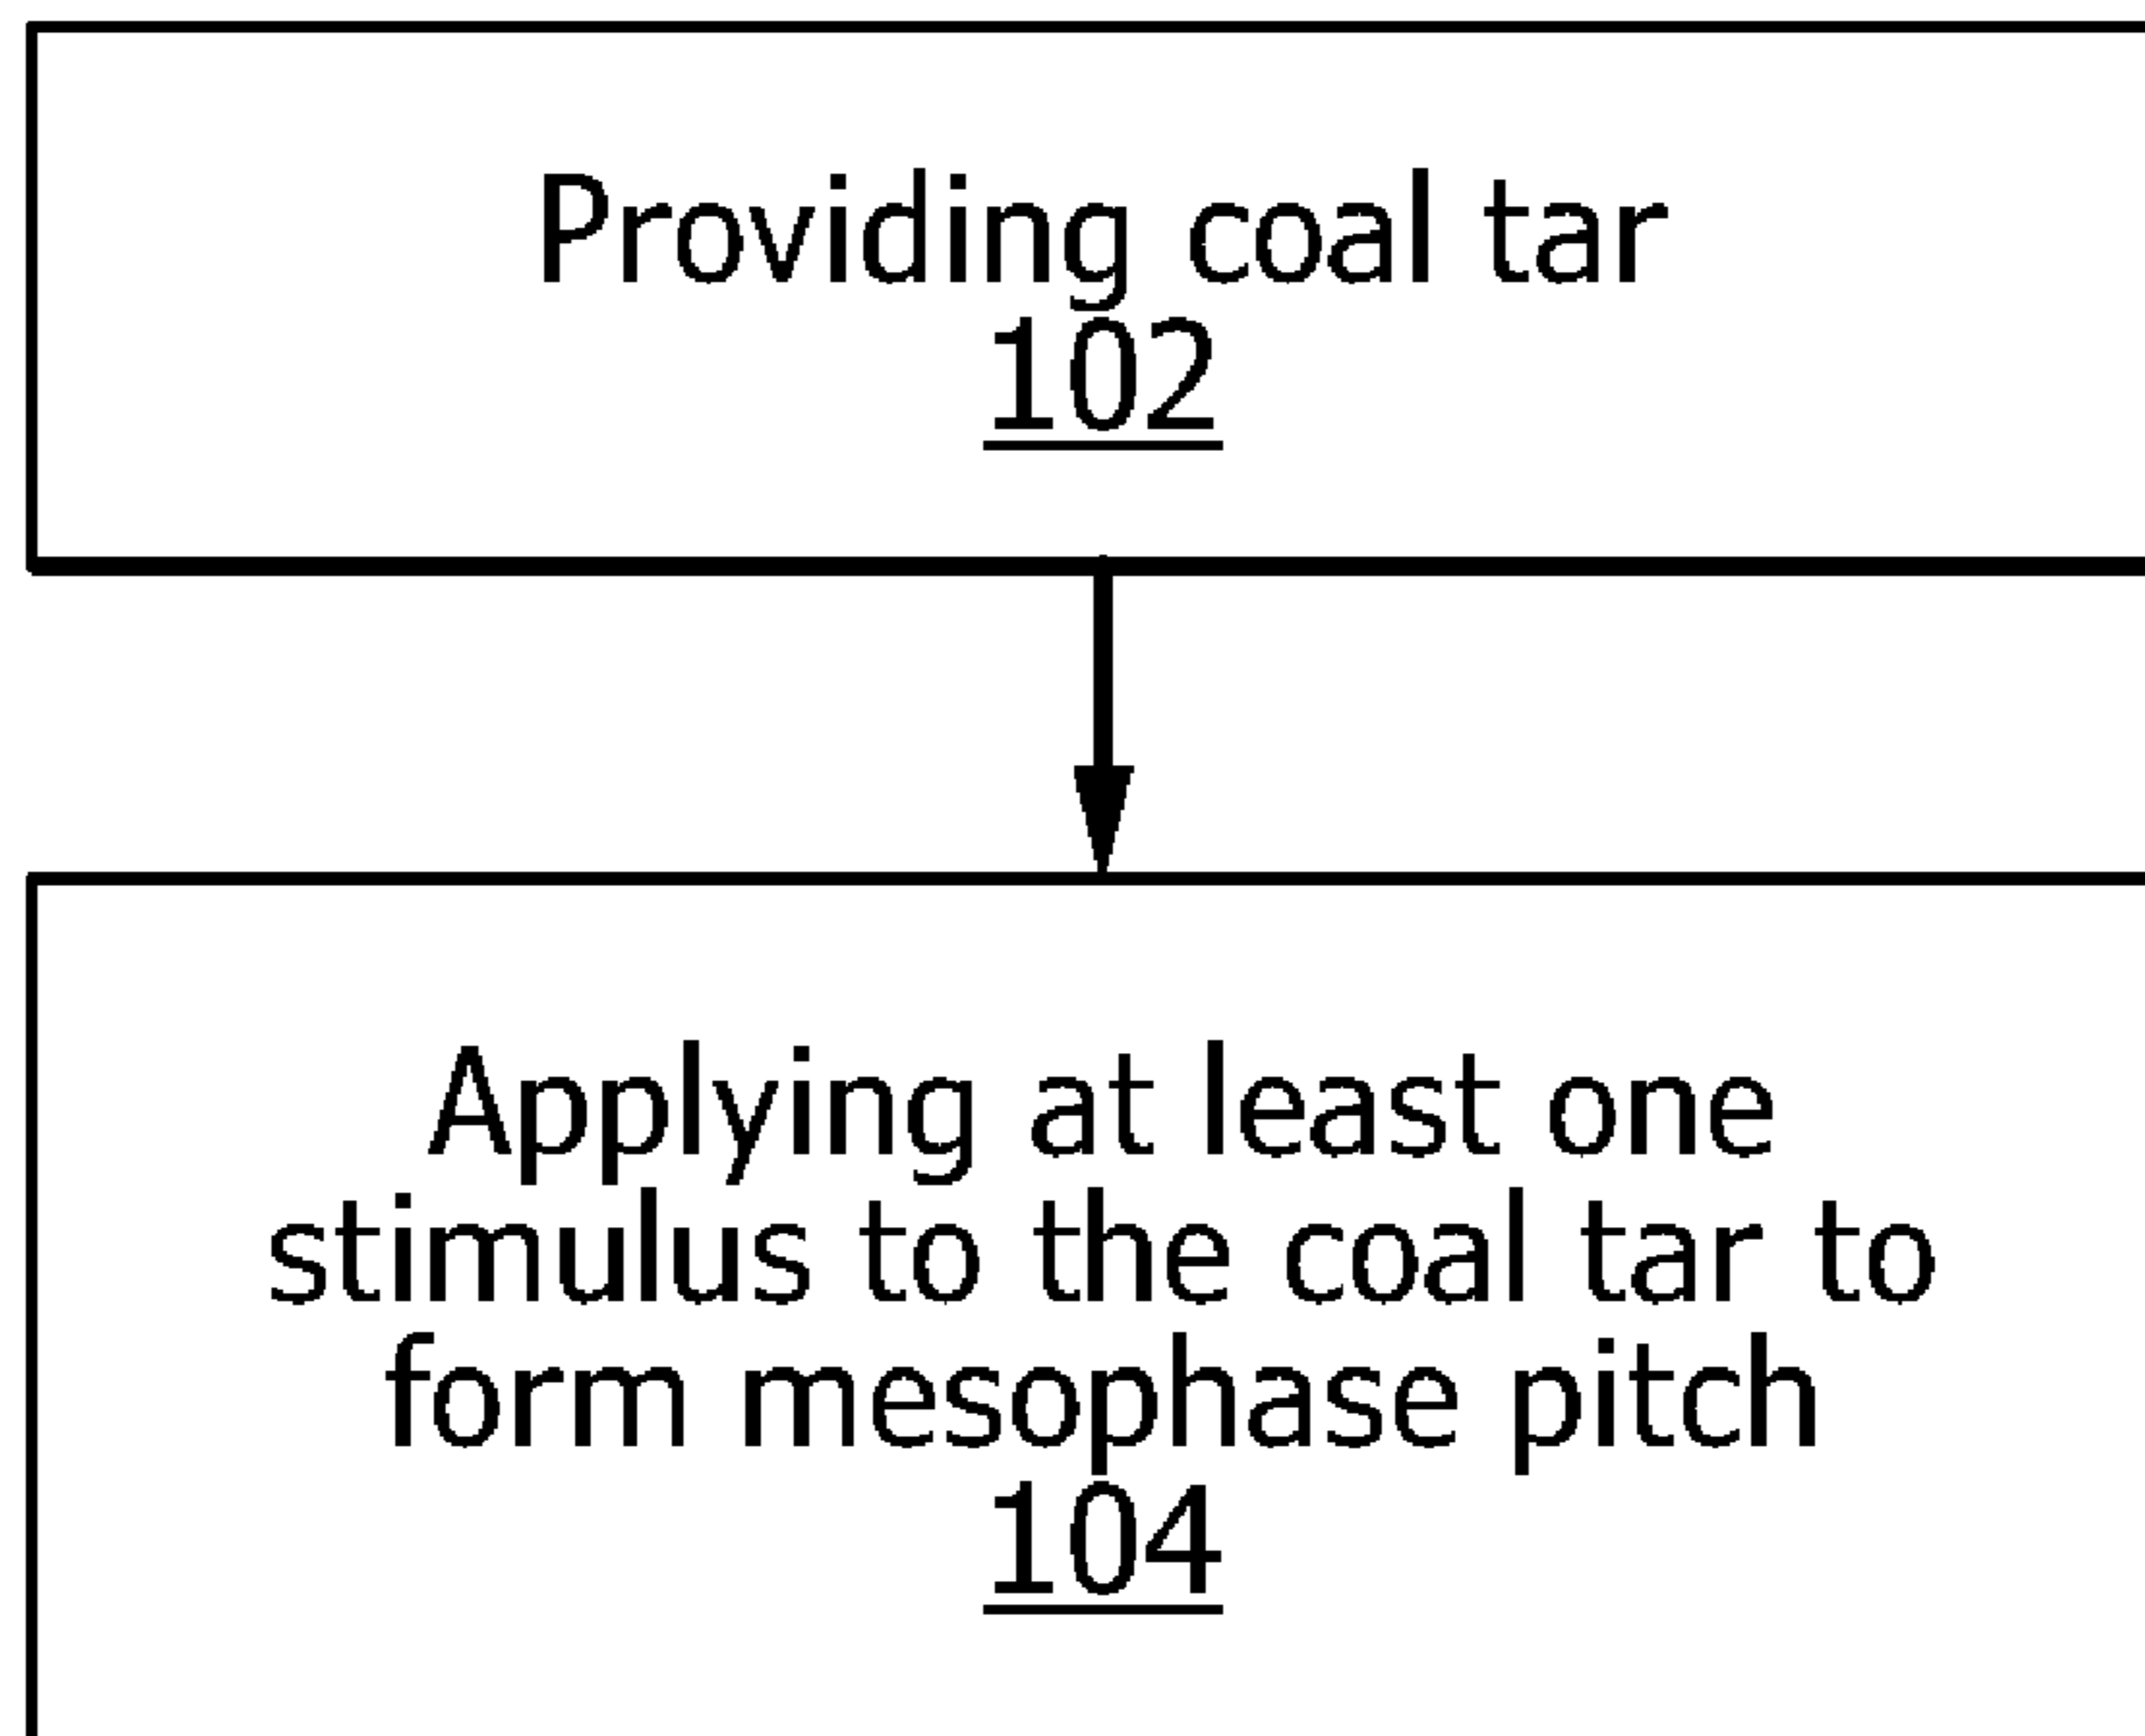 Providing coal tar
102
Applying at least one
stimulus to the coal tar to
form mesophase pitch
104